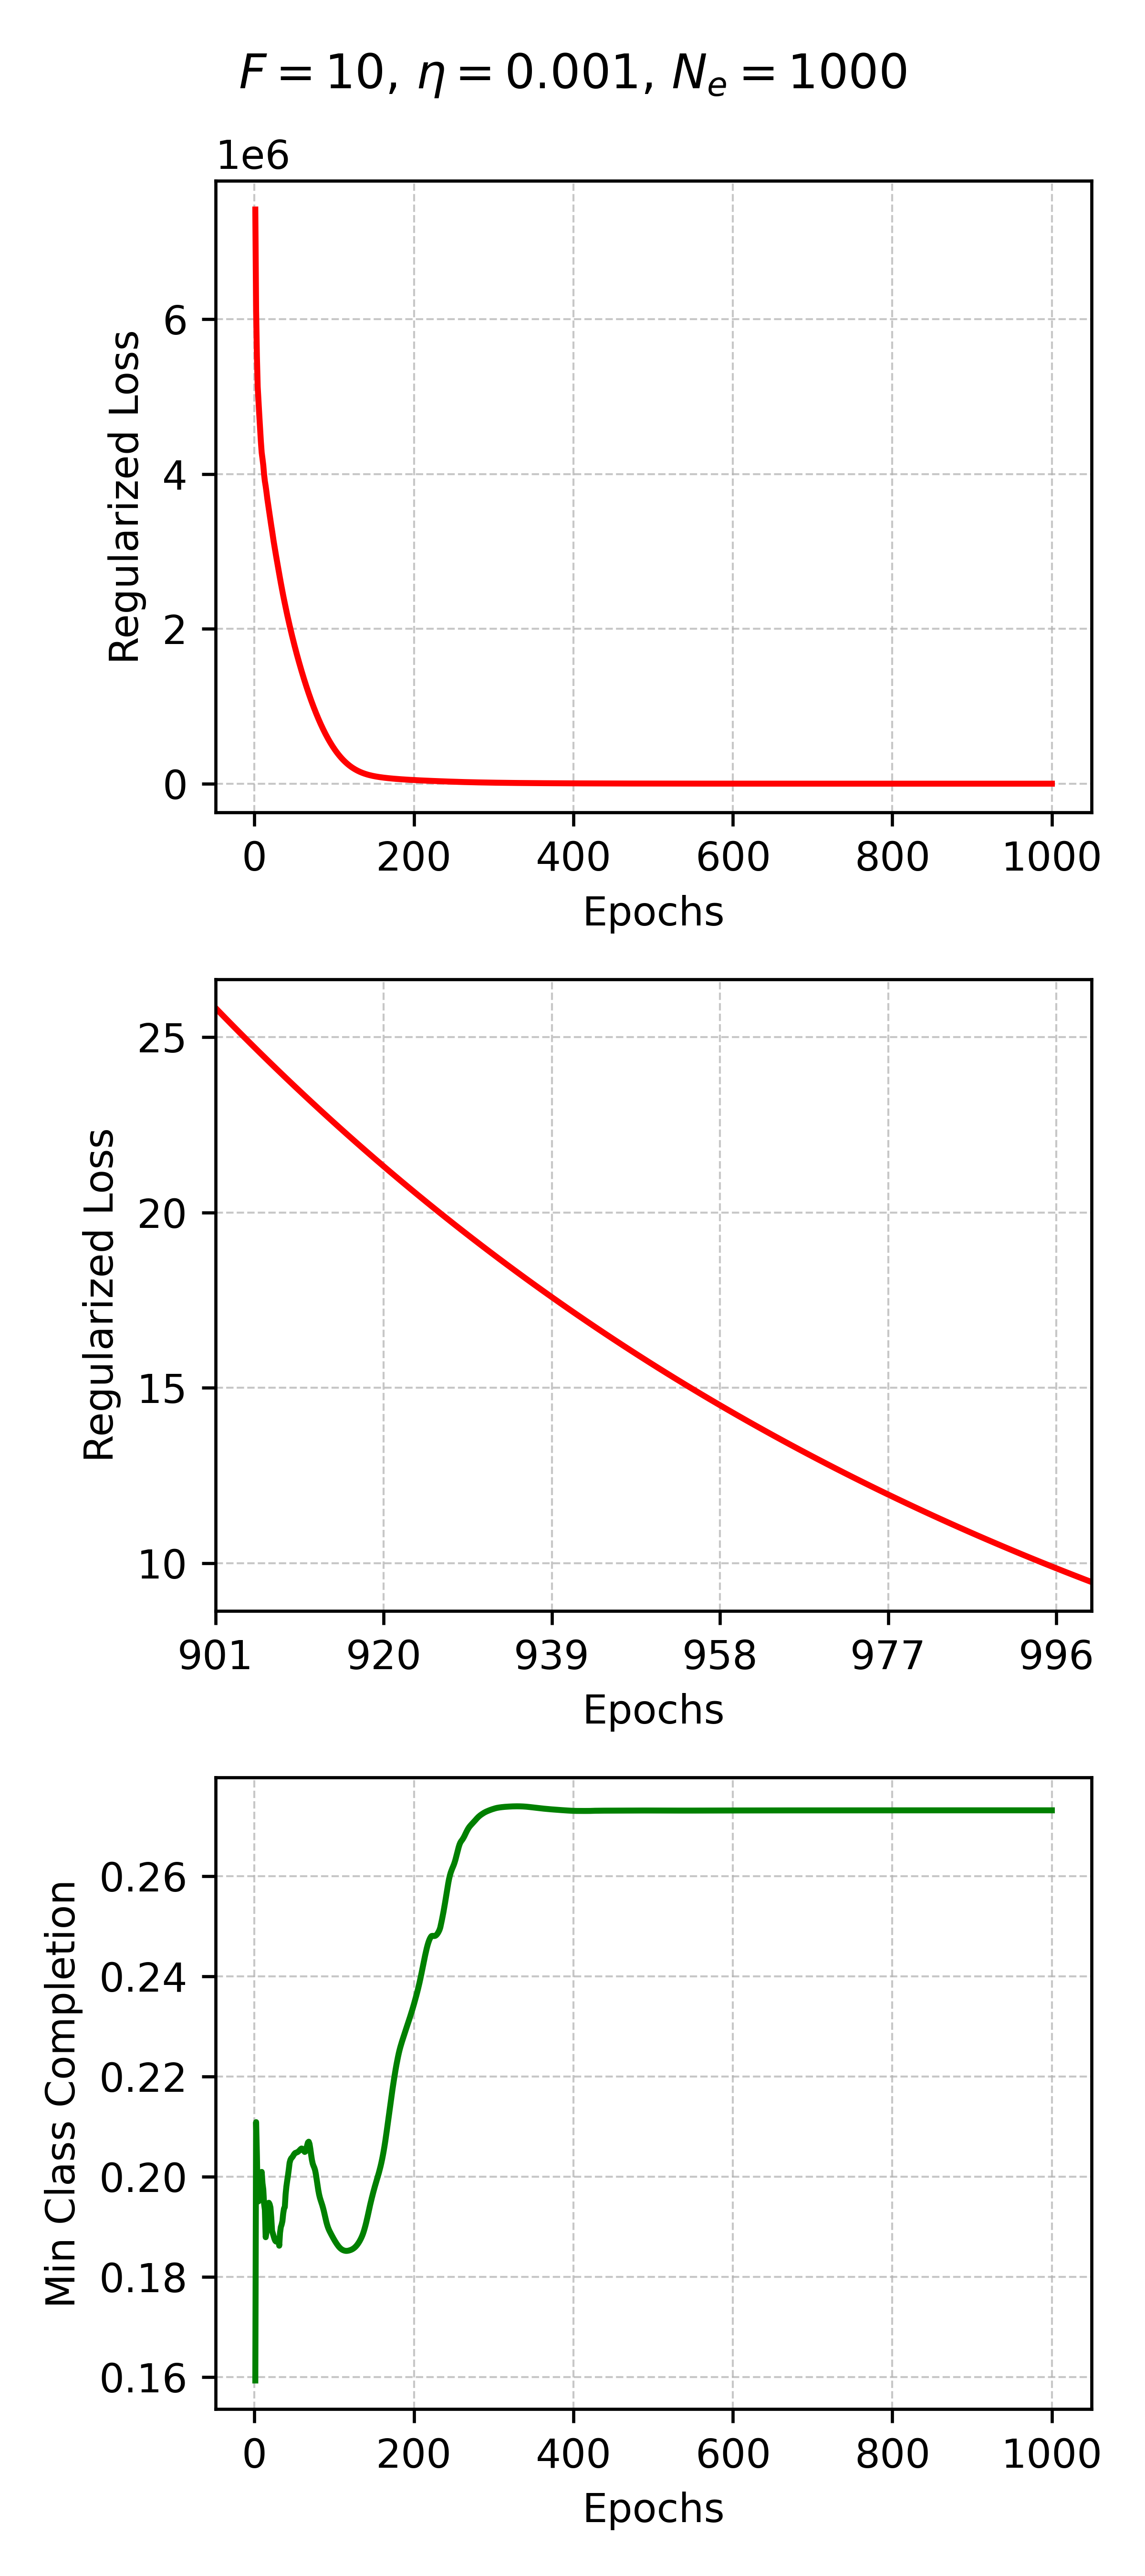 F = 10, η = 0.001, Nₑ = 1000
1e6
Regularized Loss
6
4
2
0
0 200 400 600 800 1000
Epochs
Regularized Loss
25
20
15
10
901 920 939 958 977 996
Epochs
Min Class Completion
0.26
0.24
0.22
0.20
0.18
0.16
0 200 400 600 800 1000
Epochs